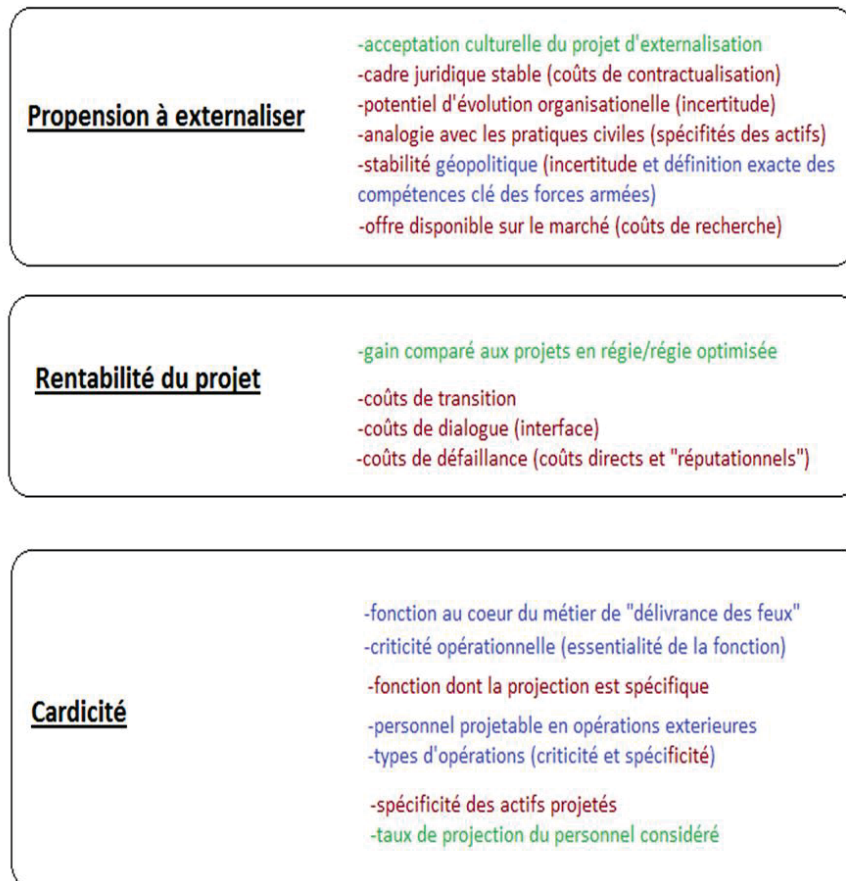 Propension à externaliser
-acceptation culturelle du projet d'externalisation
-cadre juridique stable (coûts de contractualisation)
-potentiel d'évolution organisationelle (incertitude)
-analogie avec les pratiques civiles (spécifités des actifs)
-stabilité géopolitique (incertitude et définition exacte des
compétences clé des forces armées)
-offre disponible sur le marché (coûts de recherche)
Rentabilité du projet
-gain comparé aux projets en régie/régie optimisée
-coûts de transition
-coûts de dialogue (interface)
-coûts de défaillance (coûts directs et "réputationnels")
Cardicité
-fonction au coeur du métier de "délivrance des feux"
-criticité opérationnelle (essentialité de la fonction)
-fonction dont la projection est spécifique
-personnel projetable en opérations exterieures
-types d'opérations (criticité et spécificité)
-spécificité des actifs projetés
-taux de projection du personnel considéré